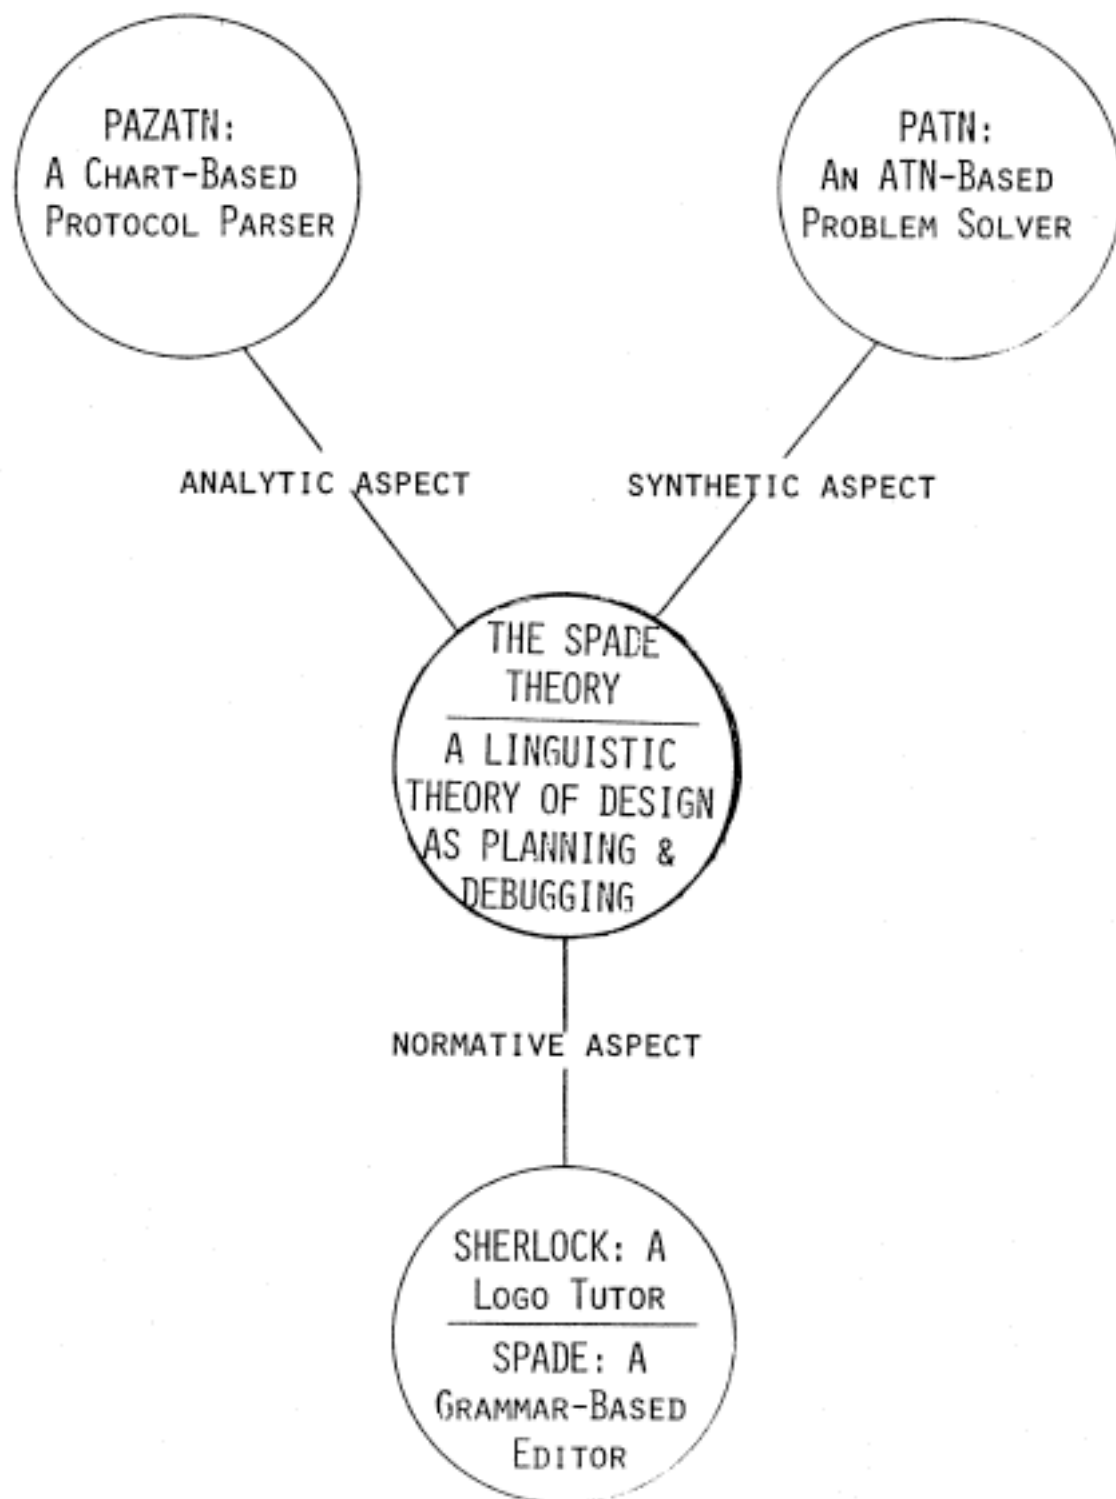 PAZATN:
A CHART-BASED
PROTOCOL PARSER
PATN:
AN ATN-BASED
PROBLEM SOLVER
ANALYTIC ASPECT
SYNTHETIC ASPECT
THE SPADE
THEORY
A LINGUISTIC
THEORY OF DESIGN
AS PLANNING &
DEBUGGING
NORMATIVE ASPECT
SHERLOCK: A
LOGO TUTOR
SPADE: A
GRAMMAR-BASED
EDITOR